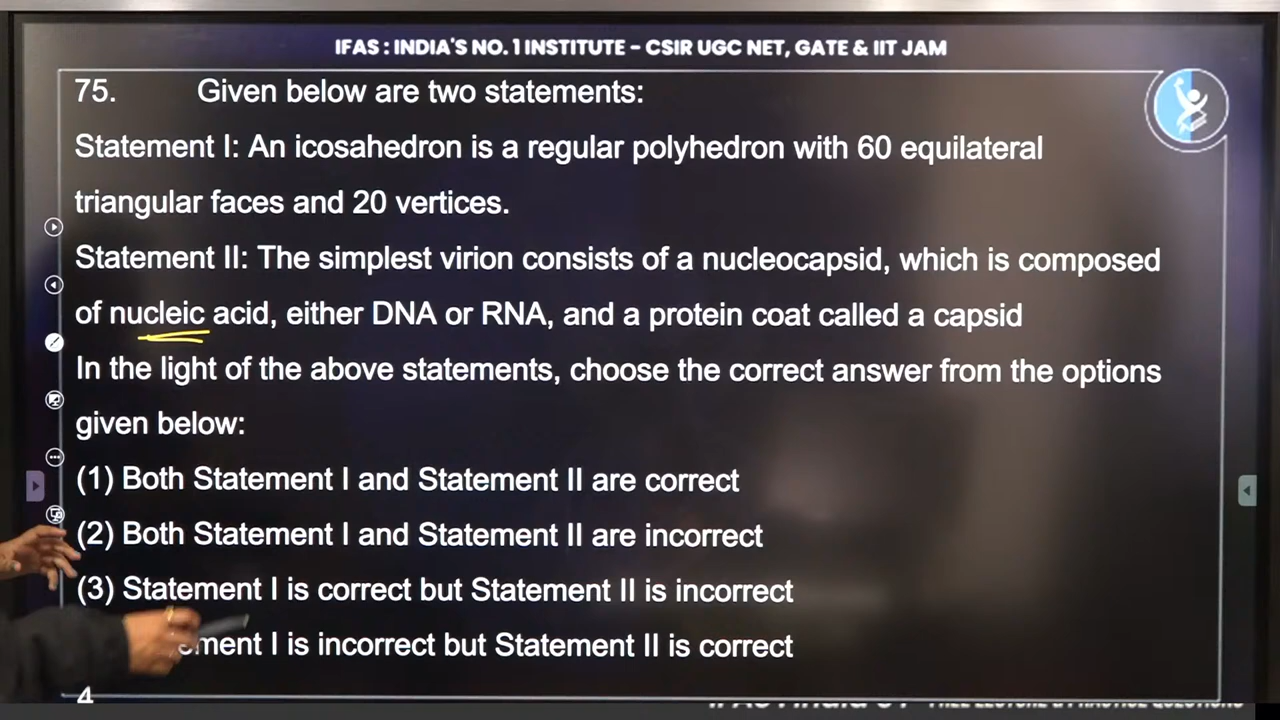 IFAS : INDIA'S NO. 1 INSTITUTE - CSIR UGC NET, GATE & IIT JAM
75. Given below are two statements:
Statement I: An icosahedron is a regular polyhedron with 60 equilateral
triangular faces and 20 vertices.
Statement II: The simplest virion consists of a nucleocapsid, which is composed
of nucleic acid, either DNA or RNA, and a protein coat called a capsid
In the light of the above statements, choose the correct answer from the options
given below:
(1) Both Statement I and Statement II are correct
(2) Both Statement I and Statement II are incorrect
(3) Statement I is correct but Statement II is incorrect
ement I is incorrect but Statement II is correct
4